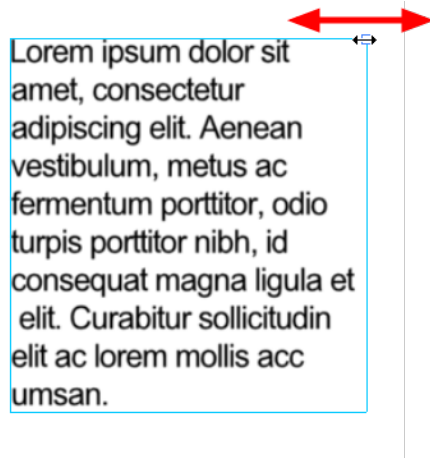 Lorem ipsum dolor sit
amet, consectetur
adipiscing elit. Aenean
vestibulum, metus ac
fermentum porttitor, odio
turpis porttitor nibh, id
consequat magna ligula et
elit. Curabitur sollicitudin
elit ac lorem mollis acc
umsan.